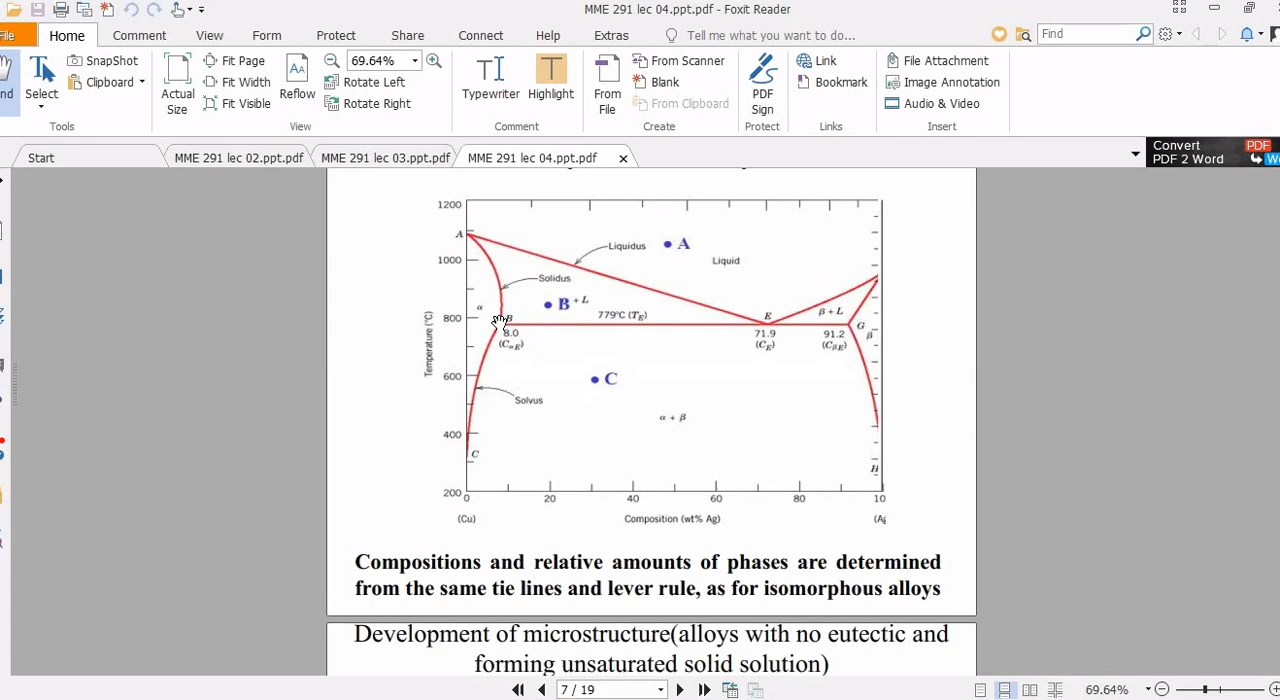 MME 291 lec 04.ppt.pdf - Foxit Reader
File Home Comment View Form Protect Share Connect Help Extras Tell me what you want to do... Find
SnapShot
Clipboard
Select
Actual Size
Fit Page
Fit Width
Fit Visible
Reflow
69.64%
Rotate Left
Rotate Right
Typewriter
Highlight
From File
From Scanner
Blank
From Clipboard
PDF Sign
Link
Bookmark
File Attachment
Image Annotation
Audio & Video
Tools View Comment Create Protect Links Insert
Start MME 291 lec 02.ppt.pdf MME 291 lec 03.ppt.pdf MME 291 lec 04.ppt.pdf
Convert PDF
PDF 2 Word
1200
A
Liquidus
A
Liquid
1000
Solidus
α
B + L
β + L
800
B
779°C (TE)
E
G
8.0
71.9
91.2
β
(CαE)
(CE)
(CβE)
Temperature (°C)
600
C
Solvus
α + β
400
C
H
200
0 20 40 60 80 10
(Cu) Composition (wt% Ag) (Ag
Compositions and relative amounts of phases are determined
from the same tie lines and lever rule, as for isomorphous alloys
Development of microstructure(alloys with no eutectic and
forming unsaturated solid solution)
7 / 19 69.64%